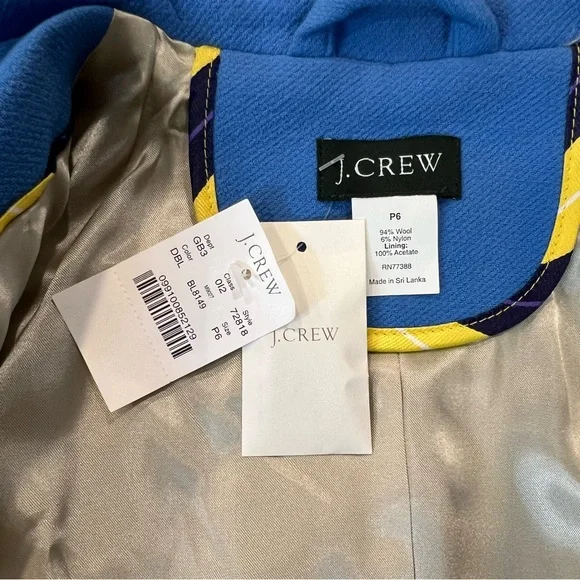 J.CREW
P6
94% Wool
6% Nylon
Lining:
100% Acetate
RN77388
Made in Sri Lanka
J.CREW
Dept Class Style
GB3 012 72818
Color Size
DBL BL8149 P6
099100852129
J.CREW